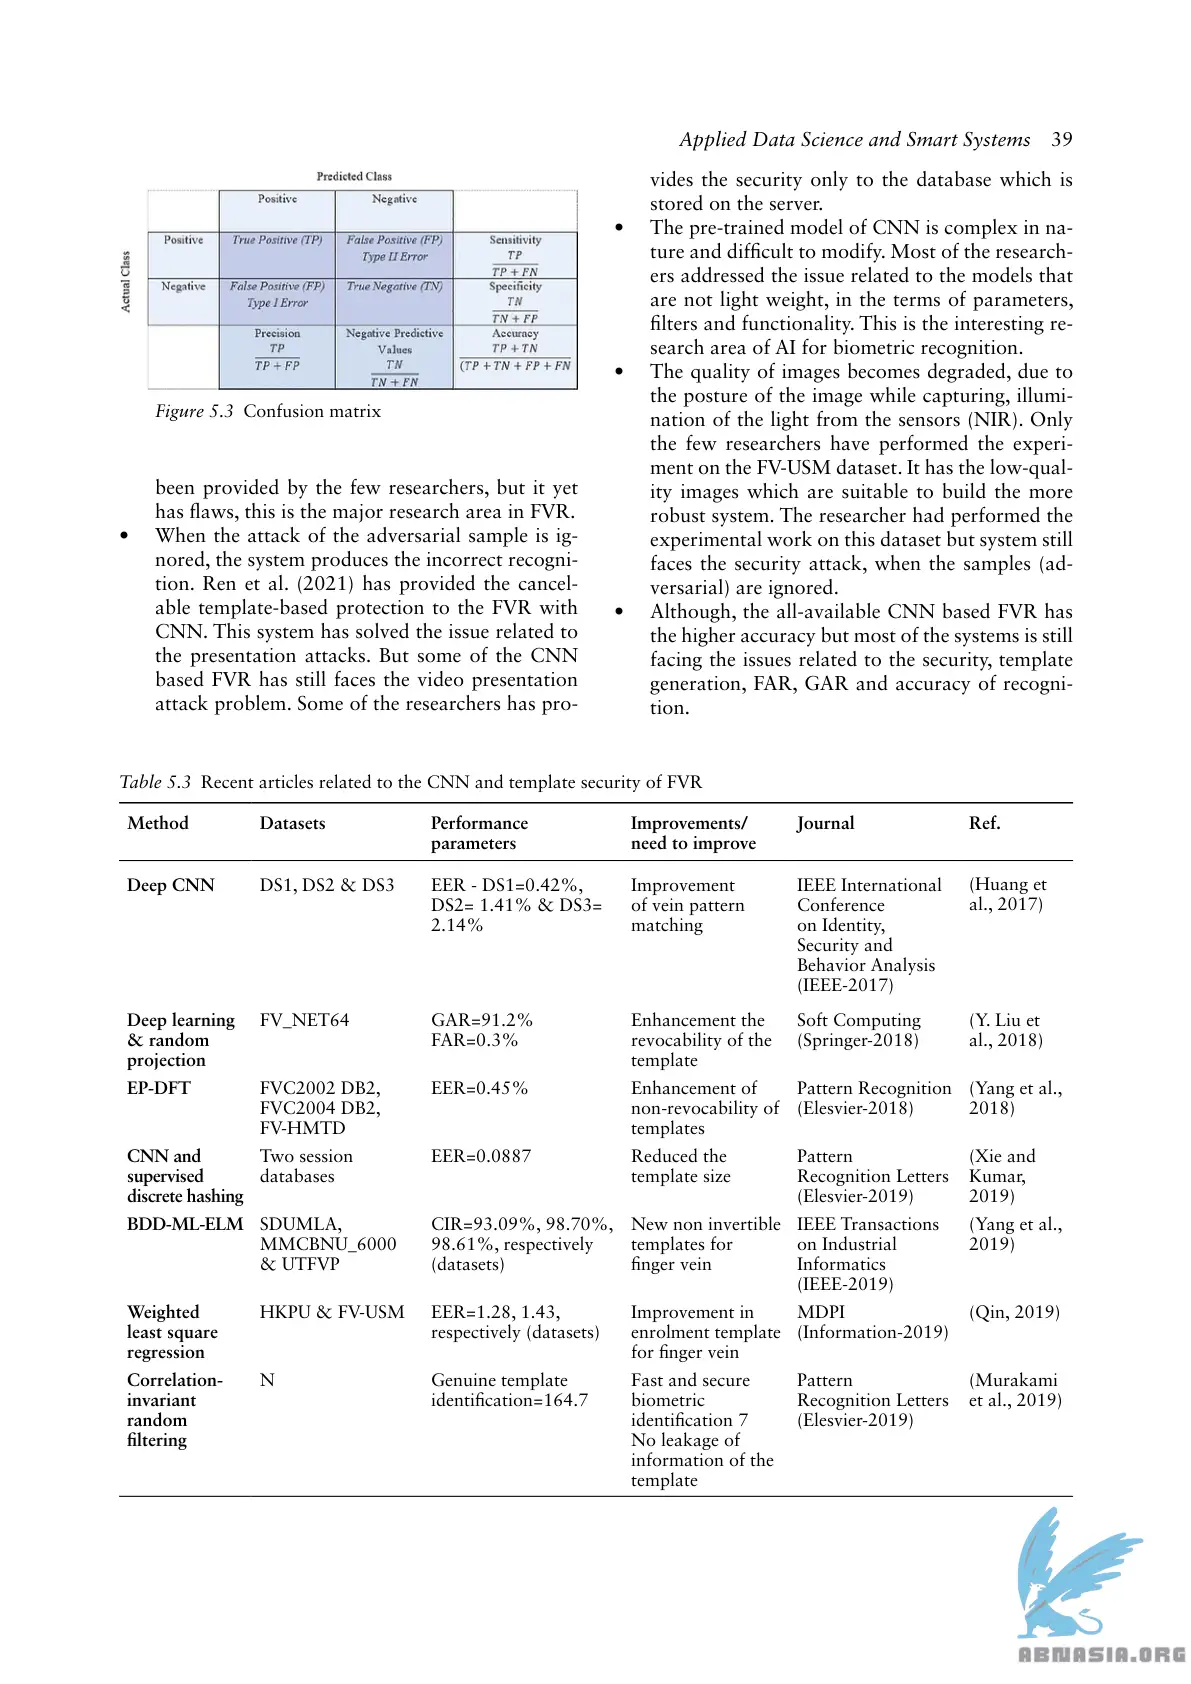 Applied Data Science and Smart Systems 39
Predicted Class
Actual Class
Positive Negative
Positive True Positive (TP) False Positive (FP) Sensitivity
Type II Error TP
TP + FN
Negative False Positive (FP) True Negative (TN) Specificity
Type I Error TN
TN + FP
Precision Negative Predictive Accuracy
TP Values TP + TN
TP + FP TN (TP + TN + FP + FN
TN + FN
Figure 5.3 Confusion matrix
been provided by the few researchers, but it yet
has flaws, this is the major research area in FVR.
• When the attack of the adversarial sample is ig-
nored, the system produces the incorrect recogni-
tion. Ren et al. (2021) has provided the cancel-
able template-based protection to the FVR with
CNN. This system has solved the issue related to
the presentation attacks. But some of the CNN
based FVR has still faces the video presentation
attack problem. Some of the researchers has pro-
vides the security only to the database which is
stored on the server.
• The pre-trained model of CNN is complex in na-
ture and difficult to modify. Most of the research-
ers addressed the issue related to the models that
are not light weight, in the terms of parameters,
filters and functionality. This is the interesting re-
search area of AI for biometric recognition.
• The quality of images becomes degraded, due to
the posture of the image while capturing, illumi-
nation of the light from the sensors (NIR). Only
the few researchers have performed the experi-
ment on the FV-USM dataset. It has the low-qual-
ity images which are suitable to build the more
robust system. The researcher had performed the
experimental work on this dataset but system still
faces the security attack, when the samples (ad-
versarial) are ignored.
• Although, the all-available CNN based FVR has
the higher accuracy but most of the systems is still
facing the issues related to the security, template
generation, FAR, GAR and accuracy of recogni-
tion.
Table 5.3 Recent articles related to the CNN and template security of FVR
Method Datasets Performance Improvements/ Journal Ref.
parameters need to improve
Deep CNN DS1, DS2 & DS3 EER - DS1=0.42%, Improvement IEEE International (Huang et
DS2= 1.41% & DS3= of vein pattern Conference al., 2017)
2.14% matching on Identity,
Security and
Behavior Analysis
(IEEE-2017)
Deep learning FV_NET64 GAR=91.2% Enhancement the Soft Computing (Y. Liu et
& random FAR=0.3% revocability of the (Springer-2018) al., 2018)
projection template
EP-DFT FVC2002 DB2, EER=0.45% Enhancement of Pattern Recognition (Yang et al.,
FVC2004 DB2, non-revocability of (Elesvier-2018) 2018)
FV-HMTD templates
CNN and Two session EER=0.0887 Reduced the Pattern (Xie and
supervised databases template size Recognition Letters Kumar,
discrete hashing (Elesvier-2019) 2019)
BDD-ML-ELM SDUMLA, CIR=93.09%, 98.70%, New non invertible IEEE Transactions (Yang et al.,
MMCBNU_6000 98.61%, respectively templates for on Industrial 2019)
& UTFVP (datasets) finger vein Informatics
(IEEE-2019)
Weighted HKPU & FV-USM EER=1.28, 1.43, Improvement in MDPI (Qin, 2019)
least square respectively (datasets) enrolment template (Information-2019)
regression for finger vein
Correlation- N Genuine template Fast and secure Pattern (Murakami
invariant identification=164.7 biometric Recognition Letters et al., 2019)
random identification 7 (Elesvier-2019)
filtering No leakage of
information of the
template
ABNASIA.ORG